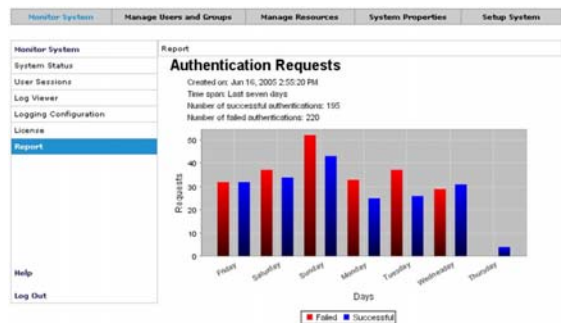 Monitor System Manage Users and Groups Manage Resources System Properties Setup System
Monitor System
System Status
User Sessions
Log Viewer
Logging Configuration
License
Report
Help
Log Out
Report
Authentication Requests
Created on: Jun 16, 2005 2:55:20 PM
Time span: Last seven days
Number of successful authentications: 195
Number of failed authentications: 220
Requests
50
40
30
20
10
0
Friday Saturday Sunday Monday Tuesday Wednesday Thursday
Days
Failed Successful